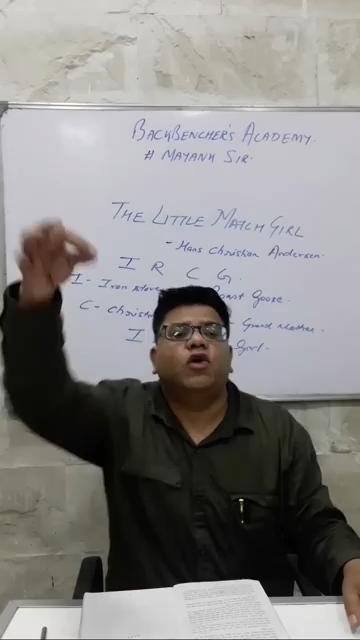 BACKBENCHER'S ACADEMY.
# MAYANK SIR.
THE LITTLE MATCH GIRL
- Hans Christian Andersen.
I R C G
I- Iron stove Roast Goose.
C- Christ Grand Mother.
I Girl.